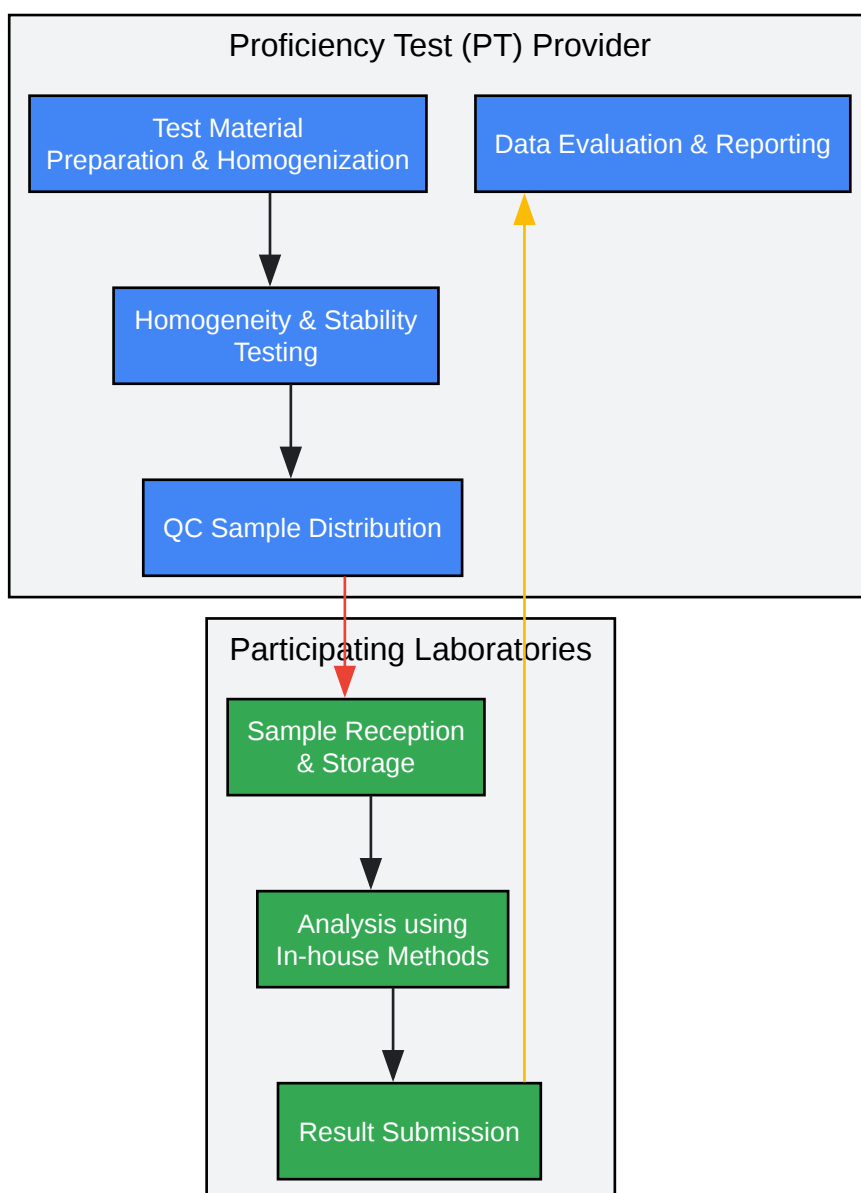 Proficiency Test (PT) Provider
Test Material
Preparation & Homogenization
Data Evaluation & Reporting
Homogeneity & Stability
Testing
QC Sample Distribution
Participating Laboratories
Sample Reception
& Storage
Analysis using
In-house Methods
Result Submission